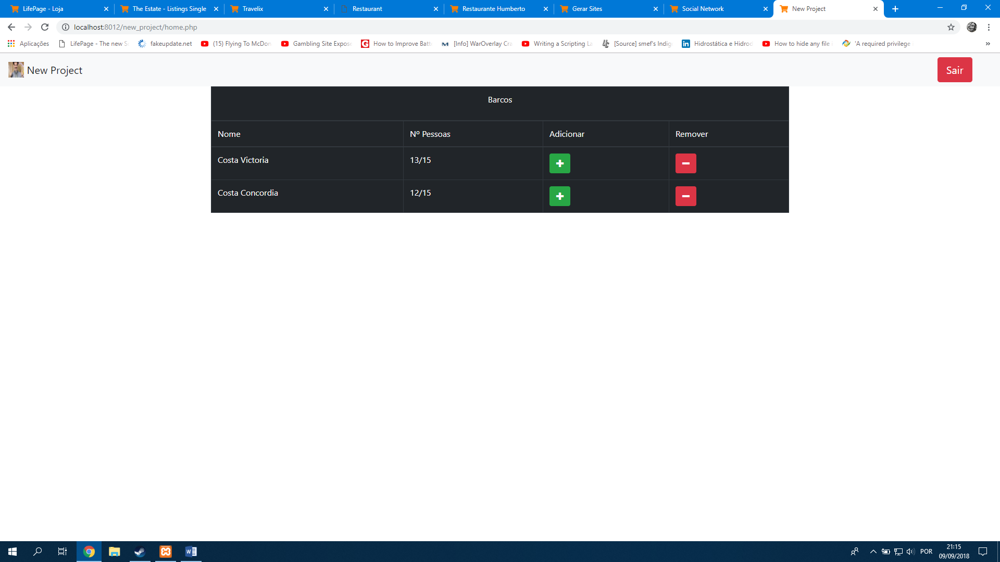 LifePage - Loja
The Estate - Listings Single
Travelix
Restaurant
Restaurante Humberto
Gerar Sites
Social Network
New Project
localhost:8012/new_project/home.php
Aplicações
LifePage - The new S
fakeupdate.net
(15) Flying To McDon
Gambling Site Expose
How to Improve Batt
[Info] WarOverlay Cra
Writing a Scripting La
[Source] smef's Indig
Hidrostática e Hidrod
How to hide any file
'A required privilege
»
New Project
Sair
Barcos
Nome Nº Pessoas Adicionar Remover
Costa Victoria 13/15
Costa Concordia 12/15
POR
21:15
09/09/2018